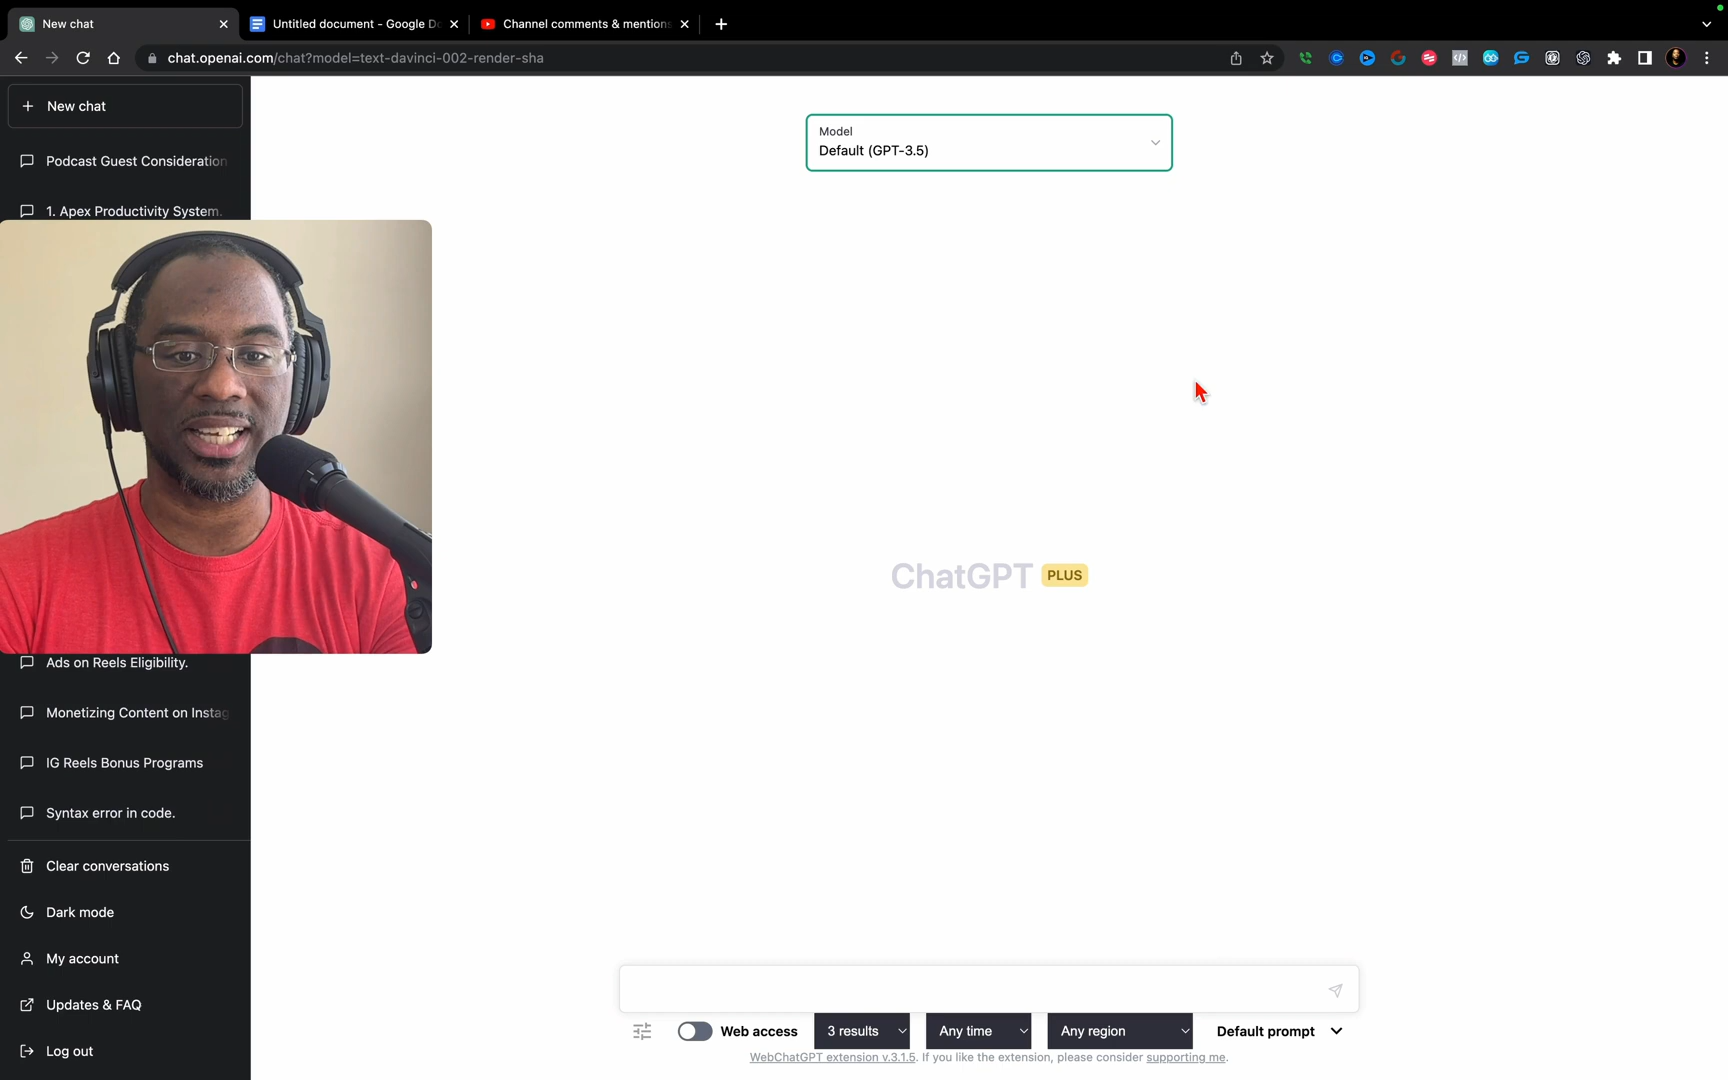 New chat
Untitled document - Google Do
Channel comments & mentions
chat.openai.com/chat?model=text-davinci-002-render-sha
New chat
Podcast Guest Consideration
1. Apex Productivity System.
Ads on Reels Eligibility.
Monetizing Content on Instag
IG Reels Bonus Programs
Syntax error in code.
Clear conversations
Dark mode
My account
Updates & FAQ
Log out
Model
Default (GPT-3.5)
ChatGPT PLUS
Web access
3 results
Any time
Any region
Default prompt
WebChatGPT extension v.3.1.5. If you like the extension, please consider supporting me.